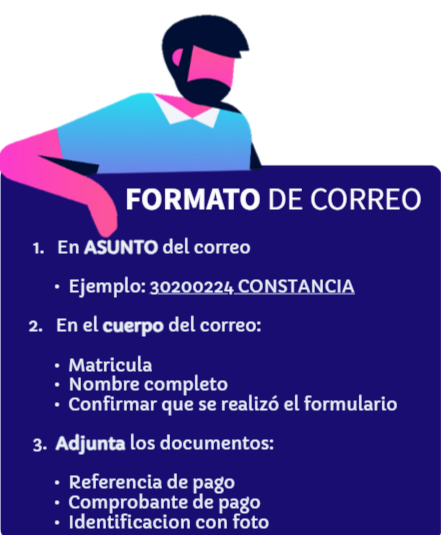 FORMATO DE CORREO
1. En ASUNTO del correo
• Ejemplo: 30200224 CONSTANCIA
2. En el cuerpo del correo:
• Matricula
• Nombre completo
• Confirmar que se realizó el formulario
3. Adjunta los documentos:
• Referencia de pago
• Comprobante de pago
• Identificacion con foto